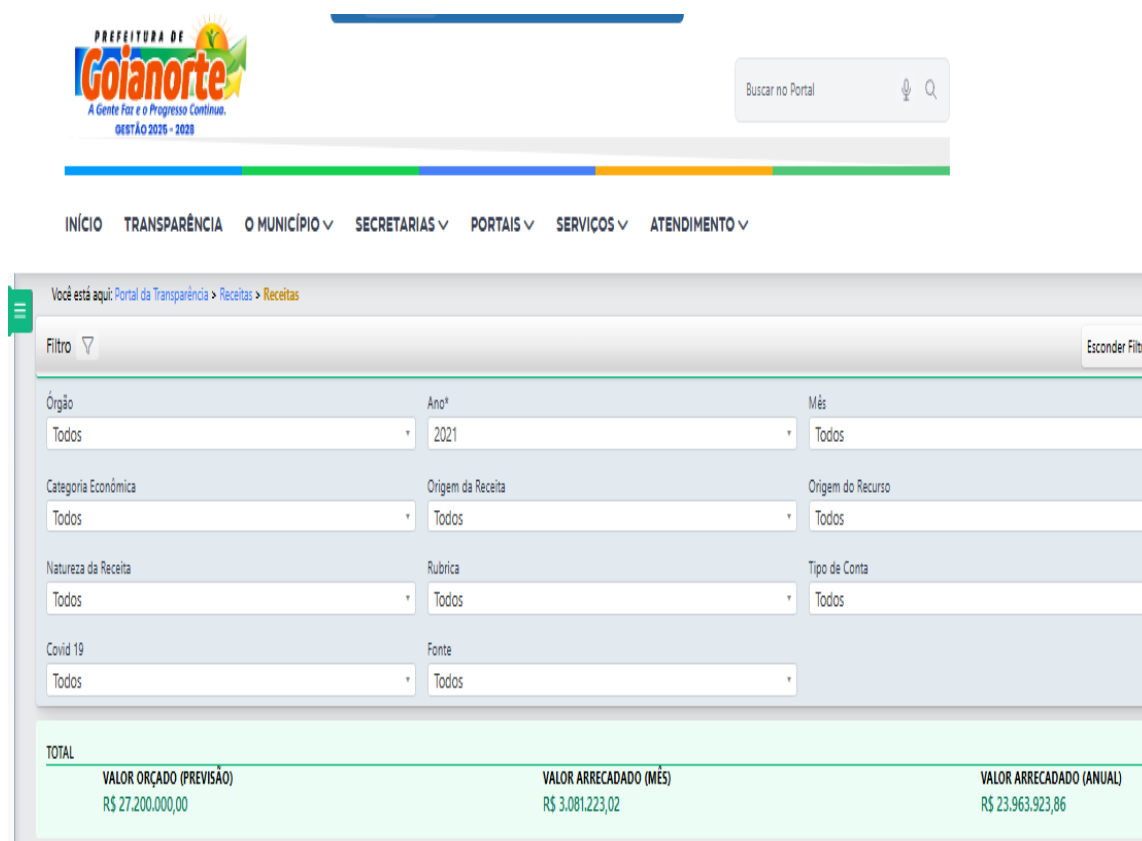 PREFEITURA DE
Goianorte
A Gente Faz e o Progresso Continua.
GESTÃO 2025 - 2028
Buscar no Portal
INÍCIO TRANSPARÊNCIA O MUNICÍPIO SECRETARIAS PORTAIS SERVIÇOS ATENDIMENTO
Você está aqui: Portal da Transparência > Receitas > Receitas
Filtro Esconder Filtr
Órgão Ano* Mês
Todos 2021 Todos
Categoria Econômica Origem da Receita Origem do Recurso
Todos Todos Todos
Natureza da Receita Rubrica Tipo de Conta
Todos Todos Todos
Covid 19 Fonte
Todos Todos
TOTAL
VALOR ORÇADO (PREVISÃO) VALOR ARRECADADO (MÊS) VALOR ARRECADADO (ANUAL)
R$ 27.200.000,00 R$ 3.081.223,02 R$ 23.963.923,86